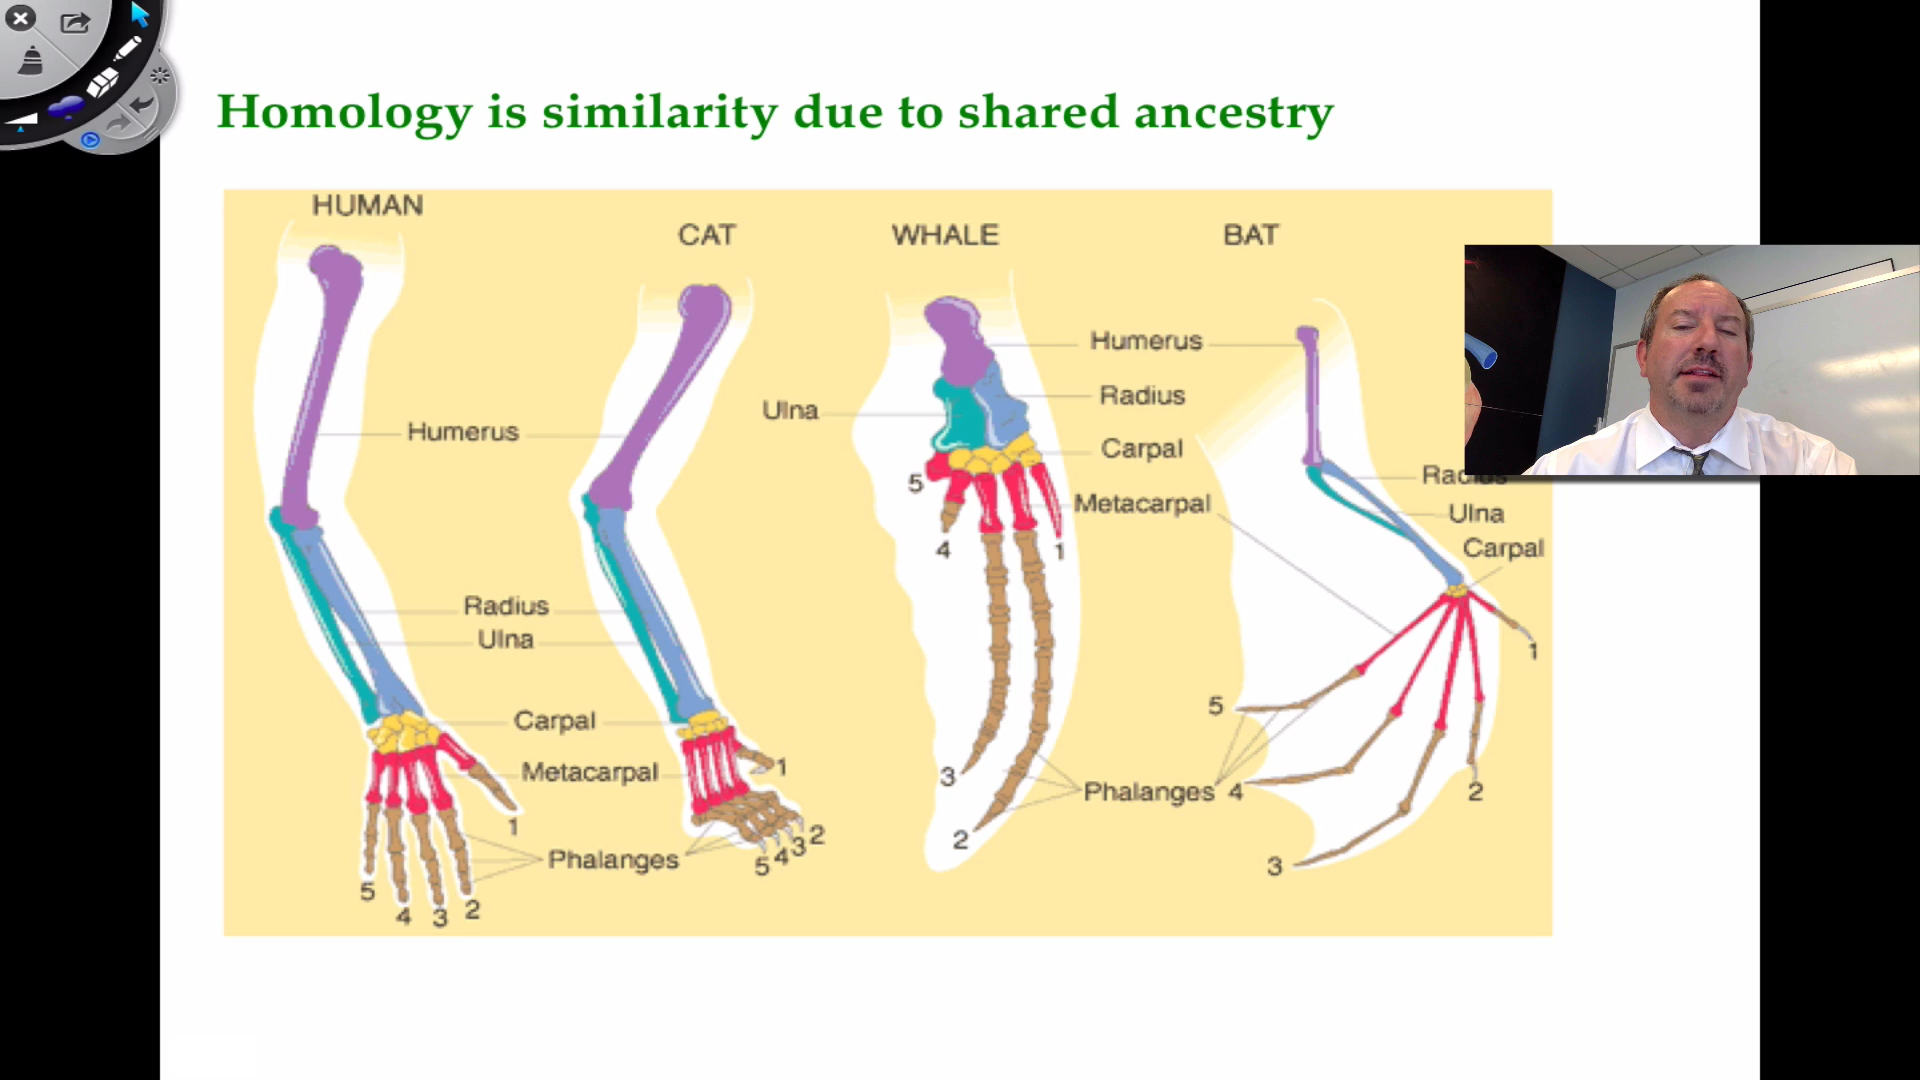 Homology is similarity due to shared ancestry
HUMAN
CAT
WHALE
BAT
Humerus
Radius
Ulna
Carpal
Metacarpal
Phalanges
5
4
3
2
1
1
5
4
3
2
Ulna
Humerus
Radius
Carpal
Metacarpal
Phalanges
5
4
1
3
2
Radius
Ulna
Carpal
1
5
4
2
3